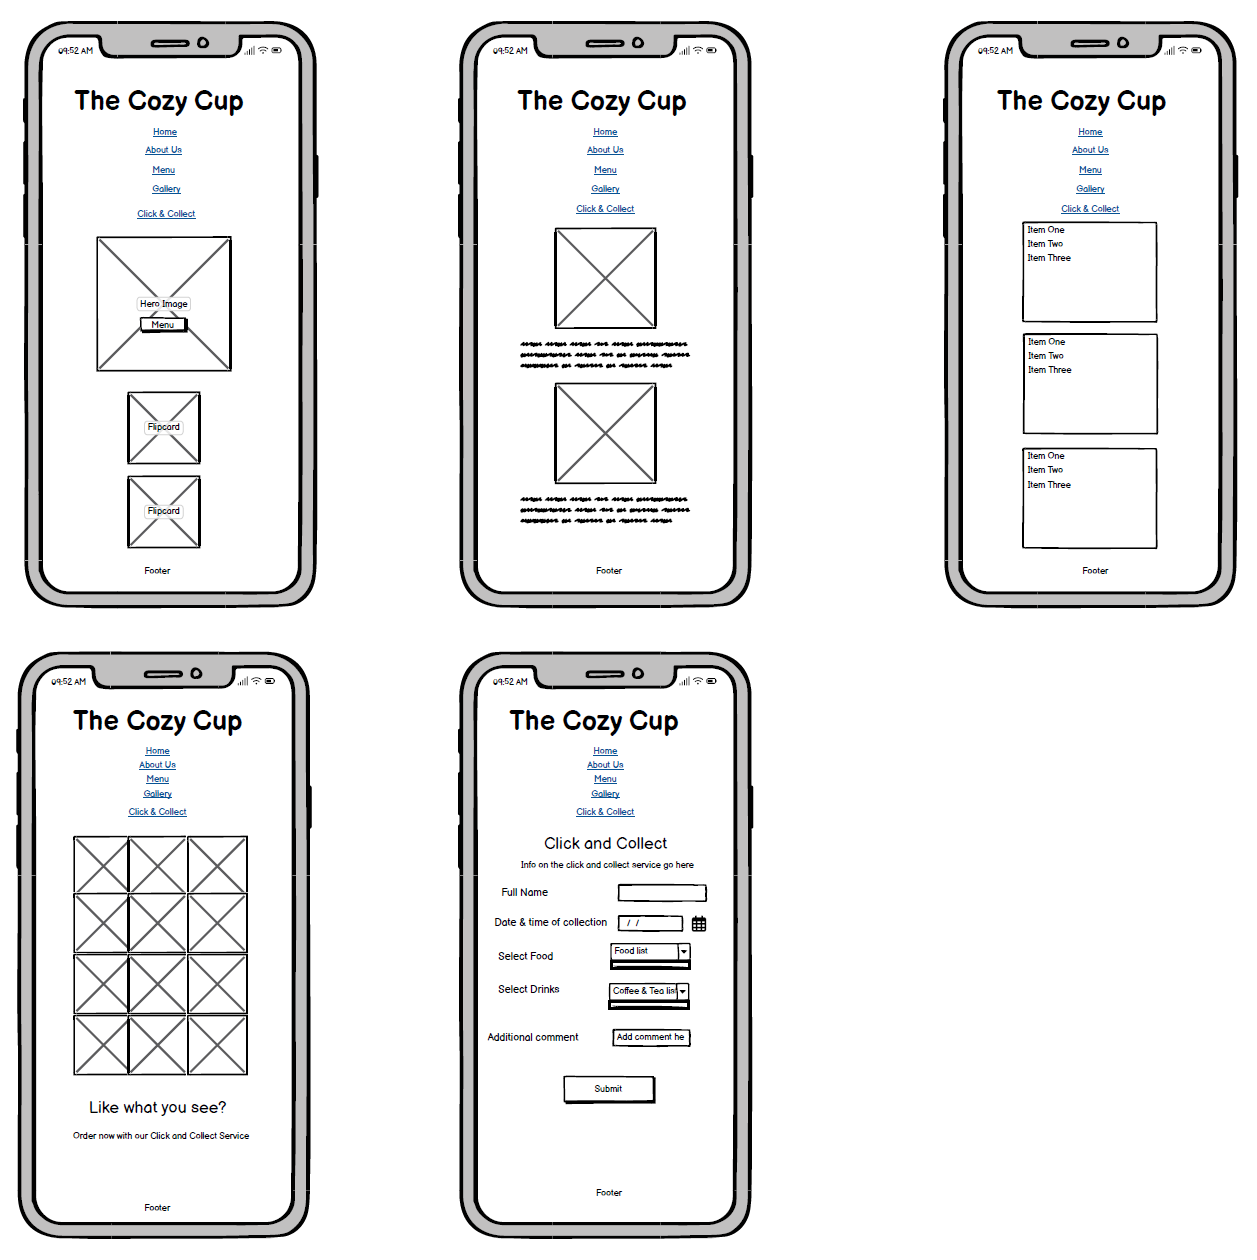 09:52 AM
The Cozy Cup
Home
About Us
Menu
Gallery
Click & Collect
Hero Image
Menu
Flipcard
Flipcard
Footer
09:52 AM
The Cozy Cup
Home
About Us
Menu
Gallery
Click & Collect
Footer
09:52 AM
The Cozy Cup
Home
About Us
Menu
Gallery
Click & Collect
Item One
Item Two
Item Three
Item One
Item Two
Item Three
Item One
Item Two
Item Three
Footer
09:52 AM
The Cozy Cup
Home
About Us
Menu
Gallery
Click & Collect
Like what you see?
Order now with our Click and Collect Service
Footer
09:52 AM
The Cozy Cup
Home
About Us
Menu
Gallery
Click & Collect
Click and Collect
Info on the click and collect service go here
Full Name
Date & time of collection / /
Select Food Food list
Select Drinks Coffee & Tea list
Additional comment Add comment he
Submit
Footer